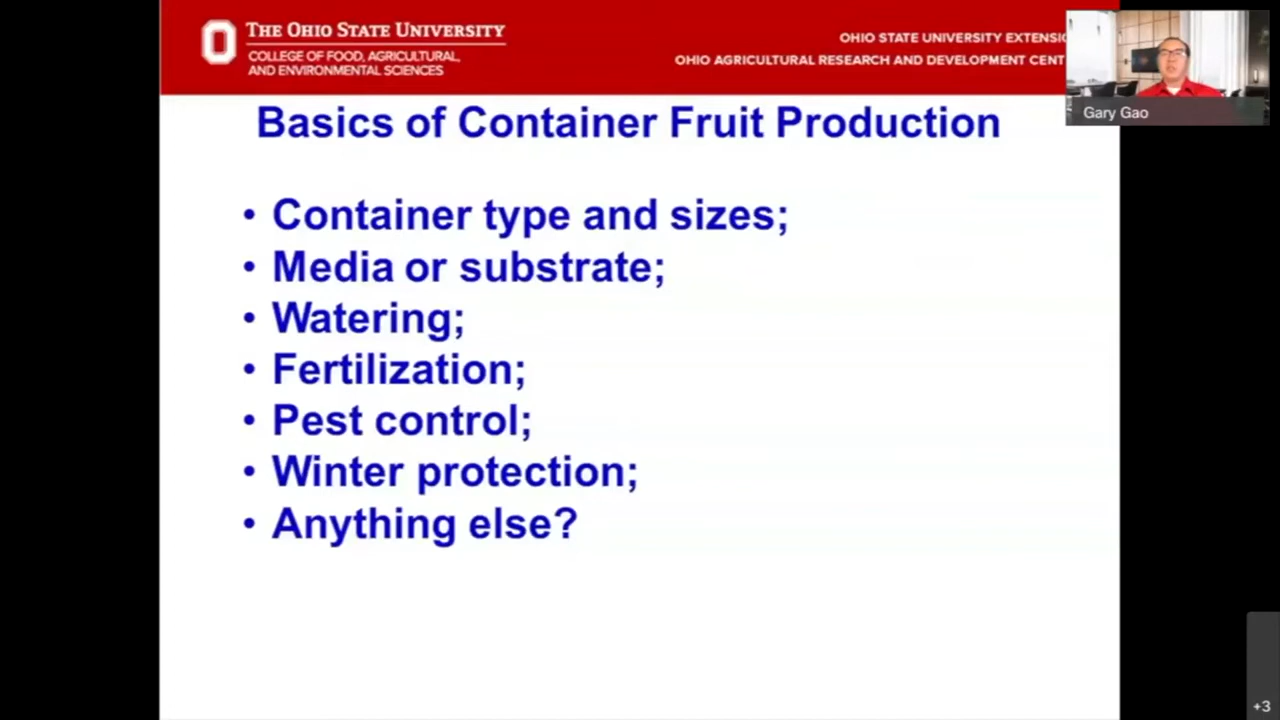 THE OHIO STATE UNIVERSITY
COLLEGE OF FOOD, AGRICULTURAL,
AND ENVIRONMENTAL SCIENCES
OHIO STATE UNIVERSITY EXTENSIO
OHIO AGRICULTURAL RESEARCH AND DEVELOPMENT CENT
Gary Gao
Basics of Container Fruit Production
• Container type and sizes;
• Media or substrate;
• Watering;
• Fertilization;
• Pest control;
• Winter protection;
• Anything else?
+3